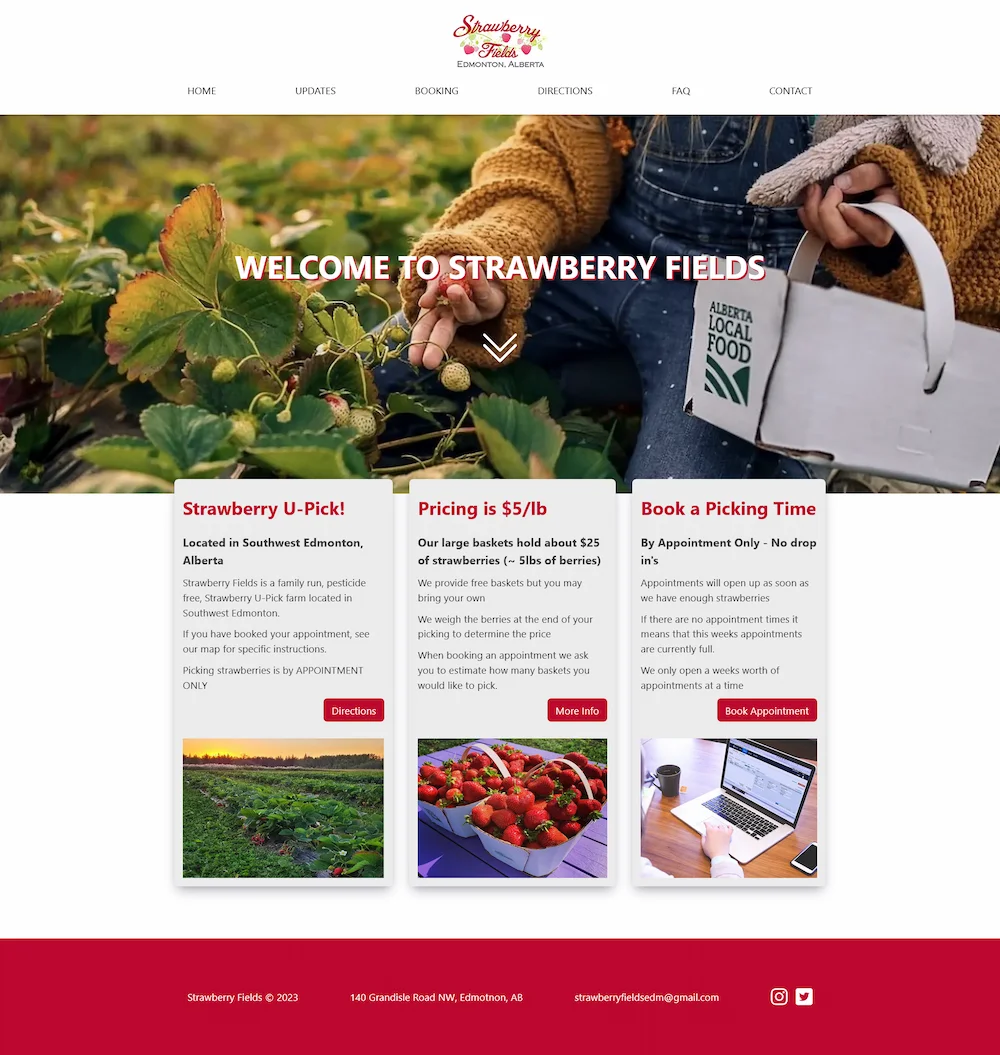 Strawberry
Fields
EDMONTON, ALBERTA
HOME UPDATES BOOKING DIRECTIONS FAQ CONTACT
WELCOME TO STRAWBERRY FIELDS
ALBERTA
LOCAL
FOOD
Strawberry U-Pick!
Located in Southwest Edmonton,
Alberta
Strawberry Fields is a family run, pesticide
free, Strawberry U-Pick farm located in
Southwest Edmonton.
If you have booked your appointment, see
our map for specific instructions.
Picking strawberries is by APPOINTMENT
ONLY
Directions
Pricing is $5/lb
Our large baskets hold about $25
of strawberries (~ 5lbs of berries)
We provide free baskets but you may
bring your own
We weigh the berries at the end of your
picking to determine the price
When booking an appointment we ask
you to estimate how many baskets you
would like to pick.
More Info
Book a Picking Time
By Appointment Only - No drop
in's
Appointments will open up as soon as
we have enough strawberries
If there are no appointment times it
means that this weeks appointments
are currently full.
We only open a weeks worth of
appointments at a time
Book Appointment
Strawberry Fields © 2023 140 Grandisle Road NW, Edmotnon, AB strawberryfieldsedm@gmail.com